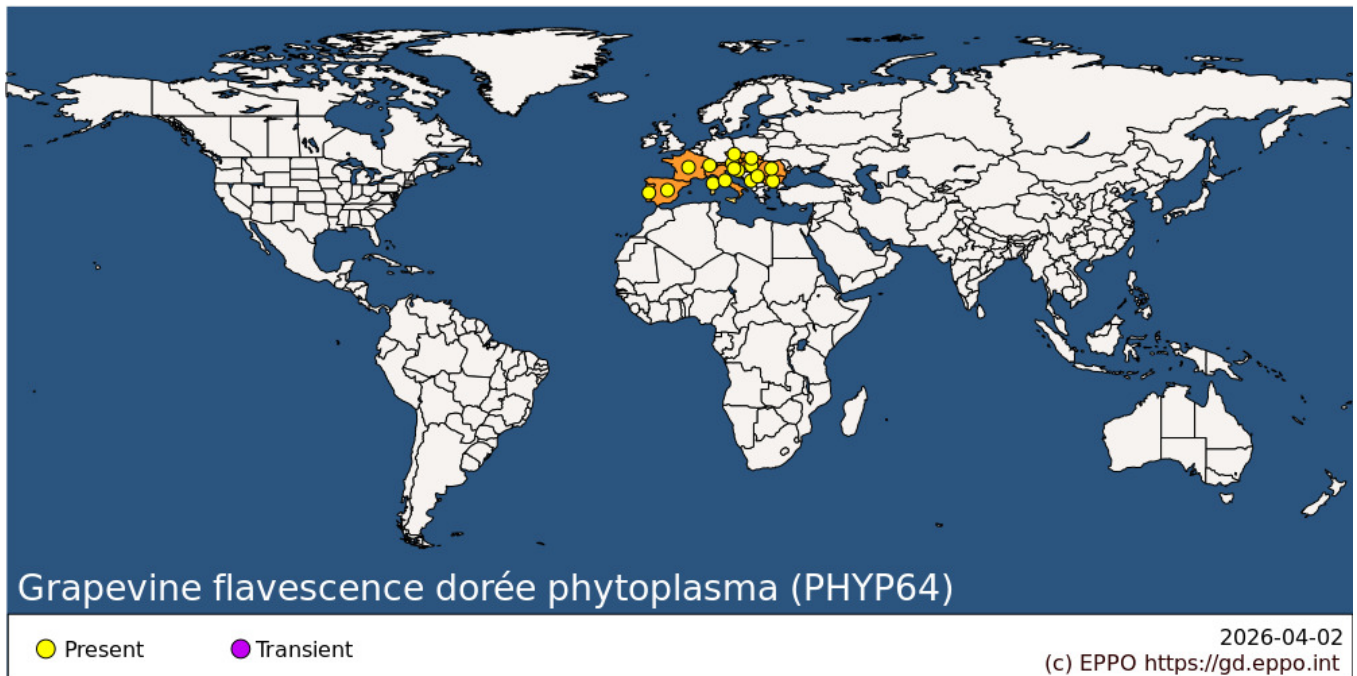 Grapevine flavescence dorée phytoplasma (PHYP64)
Present
Transient
2026-04-02
(c) EPPO https://gd.eppo.int